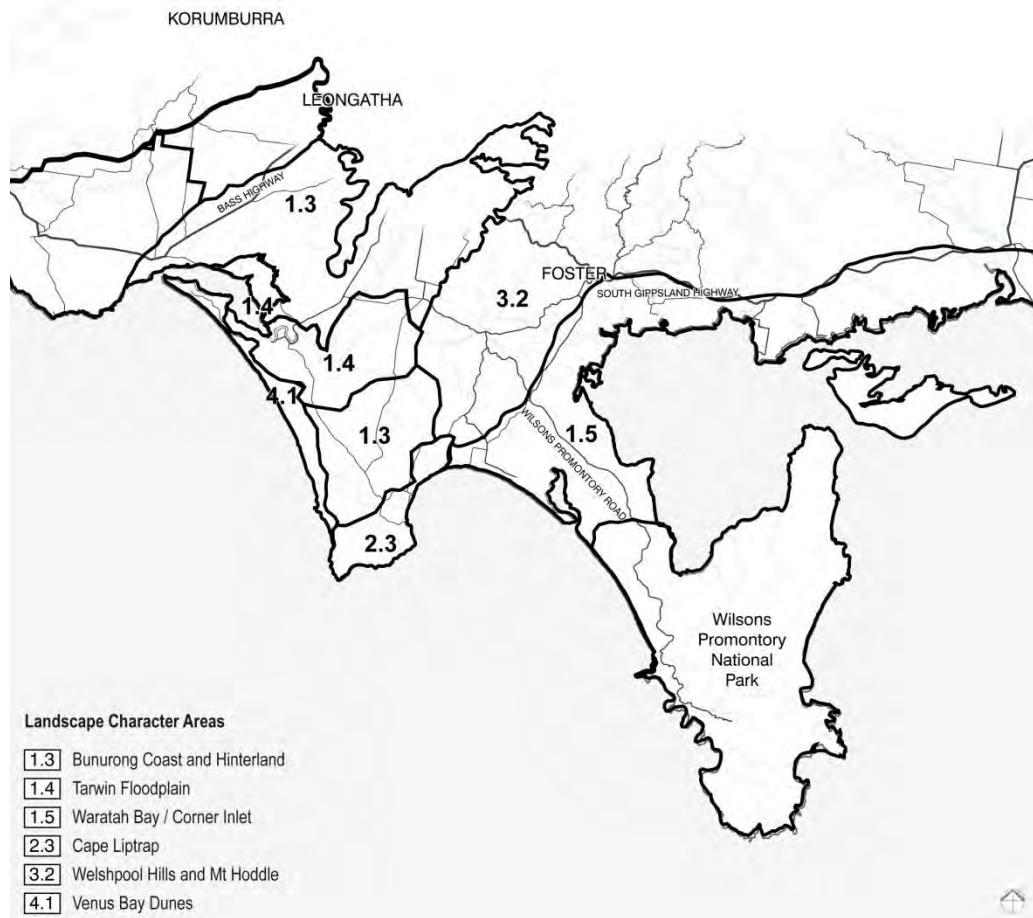 KORUMBURRA
LEONGATHA
BASS HIGHWAY
1.3
FOSTER
SOUTH GIPPSLAND HIGHWAY
3.2
1.4
1.4
4.1
1.3
1.5
WILSONS PROMONTORY ROAD
2.3
Wilsons
Promontory
National
Park
Landscape Character Areas
1.3 Bunurong Coast and Hinterland
1.4 Tarwin Floodplain
1.5 Waratah Bay / Corner Inlet
2.3 Cape Liptrap
3.2 Welshpool Hills and Mt Hoddle
4.1 Venus Bay Dunes